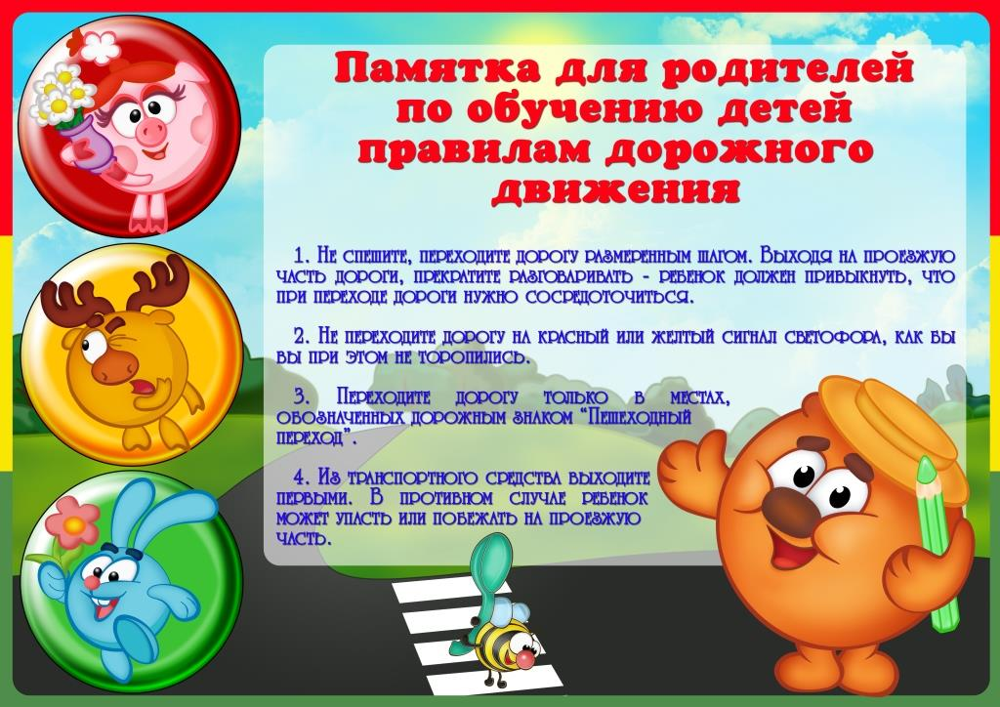 Памятка для родителей
по обучению детей
правилам дорожного
движения
1. Не спешите, переходите дорогу размеренным шагом. Выходя на проезжую
часть дороги, прекратите разговаривать - ребенок должен привыкнуть, что
при переходе дороги нужно сосредоточиться.
2. Не переходите дорогу на красный или желтый сигнал светофора, как бы
вы при этом не торопились.
3. Переходите дорогу только в местах,
обозначенных дорожным знаком “Пешеходный
переход”.
4. Из транспортного средства выходите
первыми. В противном случае ребенок
может упасть или побежать на проезжую
часть.